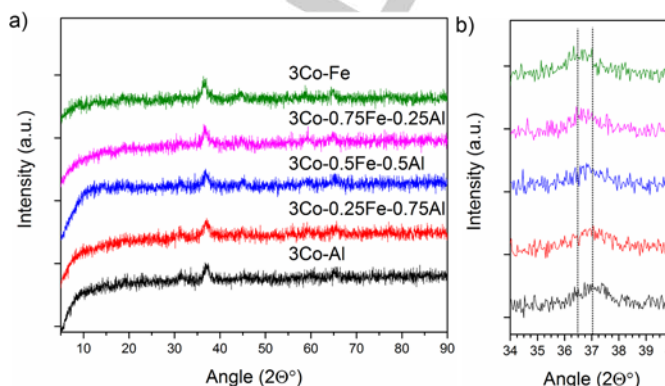 a)
b)
3Co-Fe
3Co-0.75Fe-0.25Al
3Co-0.5Fe-0.5Al
3Co-0.25Fe-0.75Al
3Co-Al
Intensity (a.u.)
10 20 30 40 50 60 70 80 90
Angle (2Θ°)
Intensity (a.u.)
34 35 36 37 38 39
Angle (2Θ°)